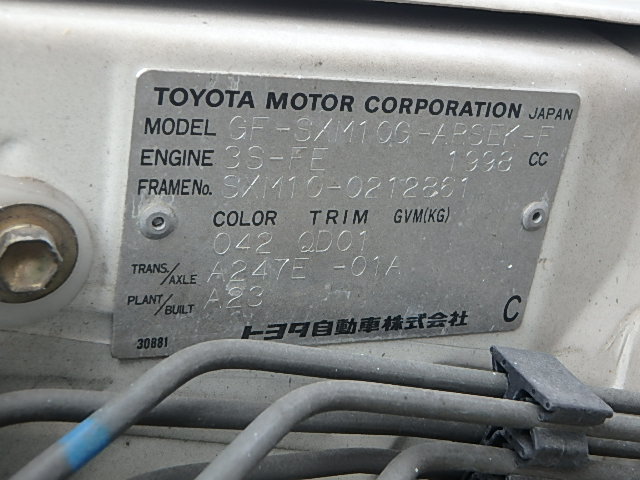 TOYOTA MOTOR CORPORATION JAPAN
MODEL GF-SXM10G-APSEK-F
ENGINE 3S-FE 1998 CC
FRAME No. SXM10-0212861
COLOR TRIM GVM(KG)
042 QD01
TRANS./AXLE A247E -01A
PLANT/BUILT A23
30881 トヨタ自動車株式会社 C